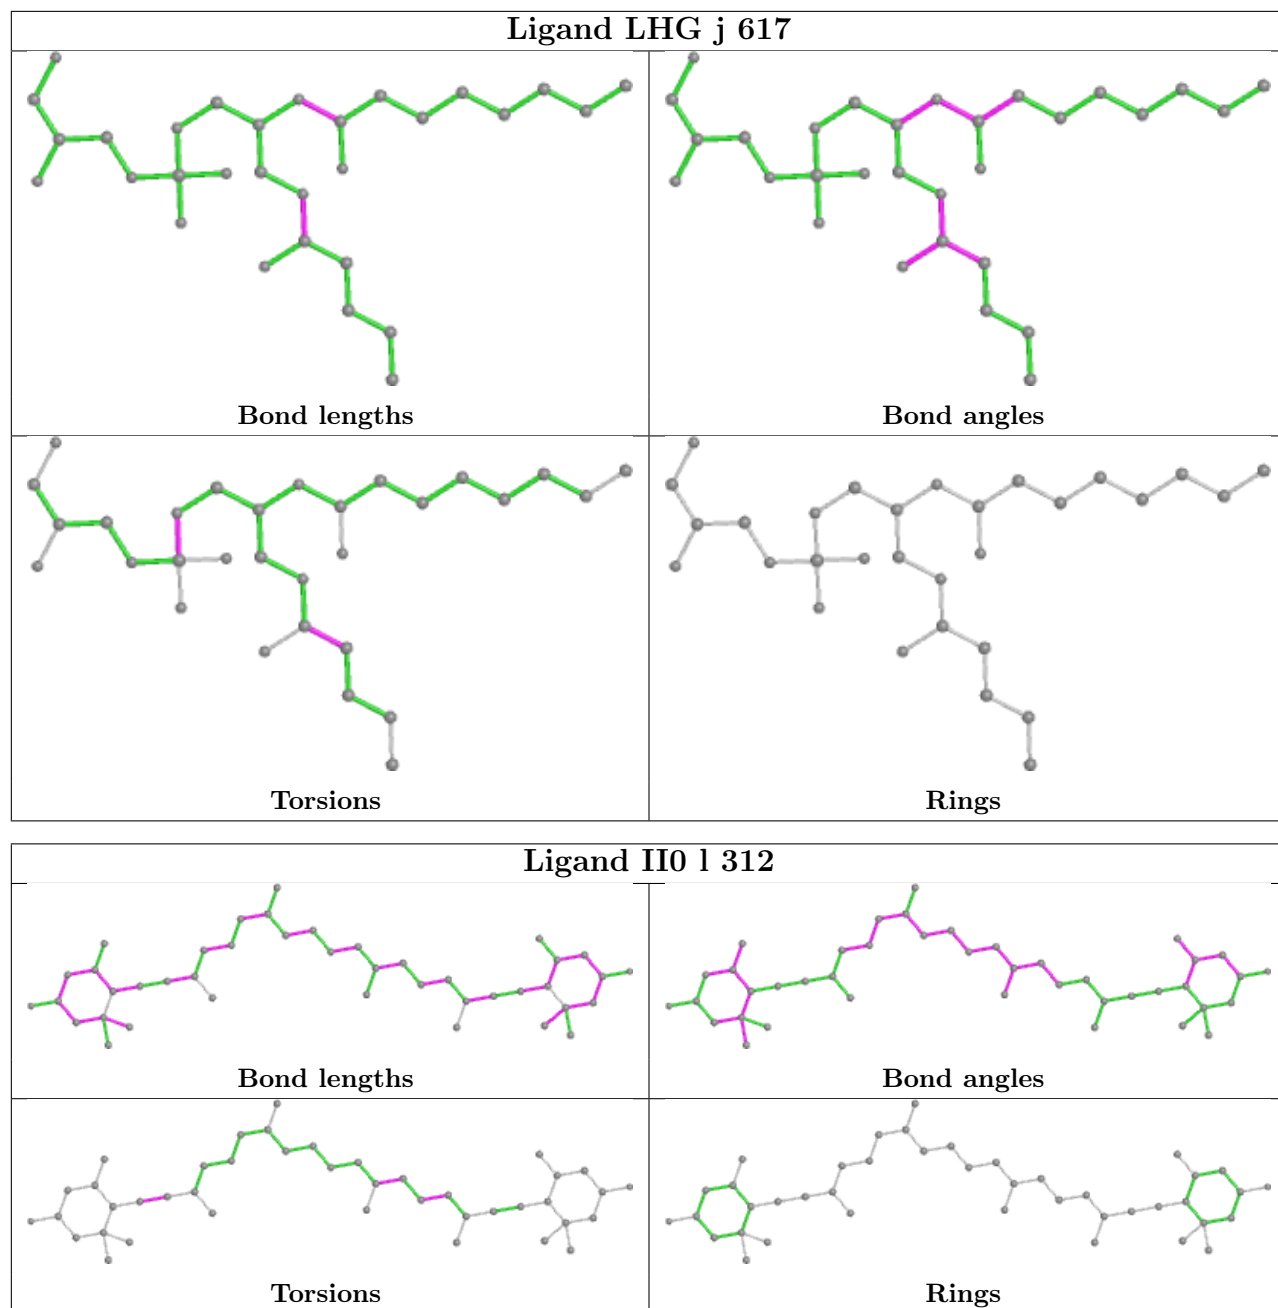 Ligand LHG j 617
Bond lengths
Bond angles
Torsions
Rings
Ligand II0 l 312
Bond lengths
Bond angles
Torsions
Rings